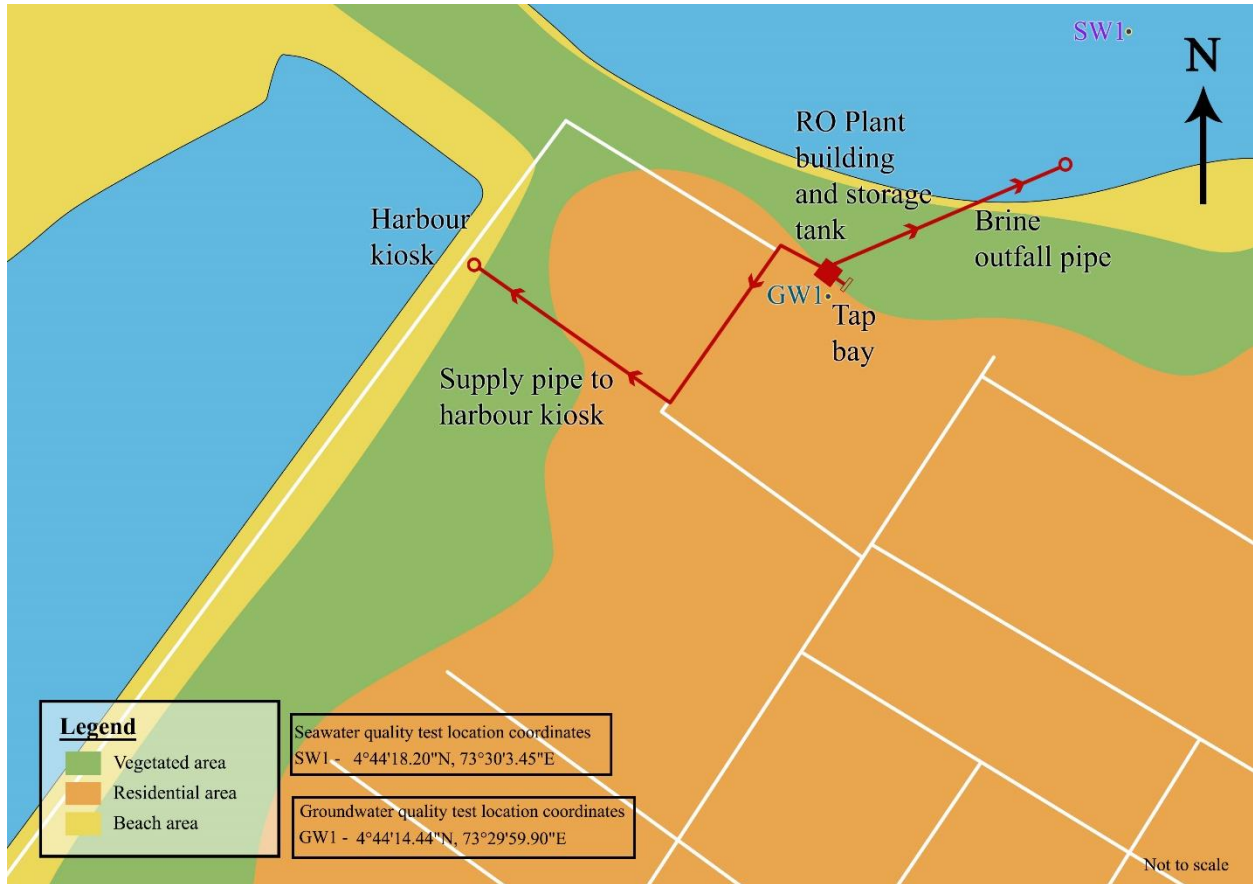 SW1
N
RO Plant
building
and storage
tank
Harbour
kiosk
Brine
outfall pipe
GW1
Tap
bay
Supply pipe to
harbour kiosk
Legend
Vegetated area
Residential area
Beach area
Seawater quality test location coordinates
SW1 - 4°44'18.20"N, 73°30'3.45"E
Groundwater quality test location coordinates
GW1 - 4°44'14.44"N, 73°29'59.90"E
Not to scale